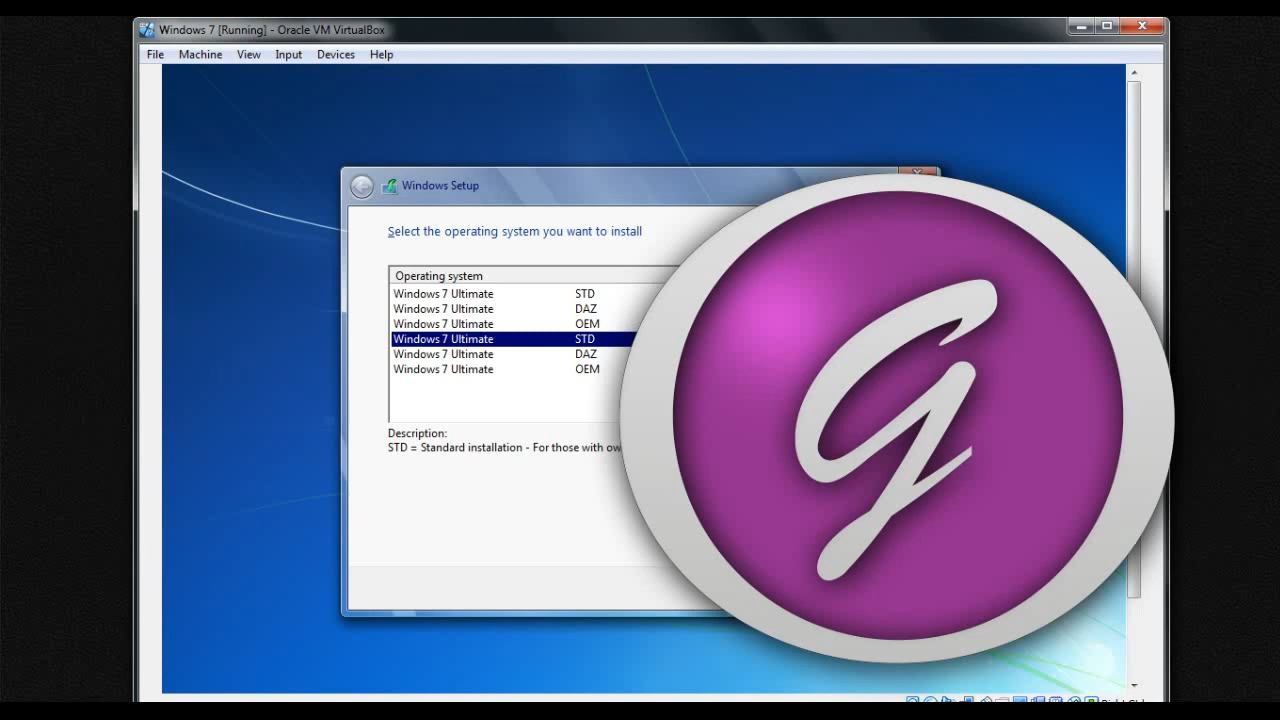 Windows 7 [Running] - Oracle VM VirtualBox
File Machine View Input Devices Help
Windows Setup
Select the operating system you want to install
Operating system
Windows 7 Ultimate STD
Windows 7 Ultimate DAZ
Windows 7 Ultimate OEM
Windows 7 Ultimate STD
Windows 7 Ultimate DAZ
Windows 7 Ultimate OEM
Description:
STD = Standard installation - For those with
g